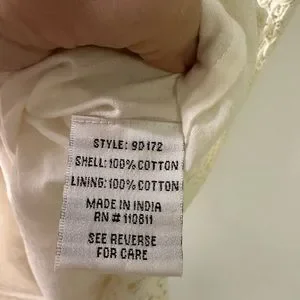 STYLE: 9D172
SHELL: 100% COTTON
LINING: 100% COTTON
MADE IN INDIA
RN # 110811
SEE REVERSE
FOR CARE